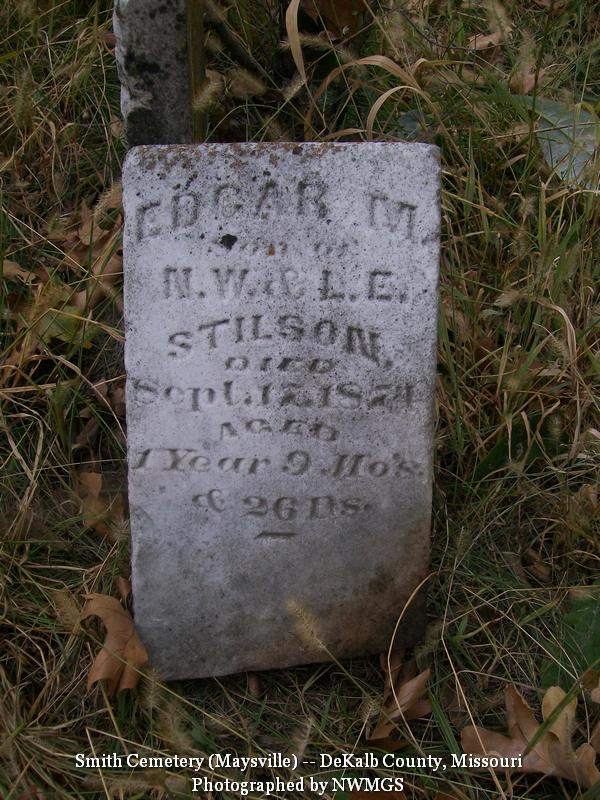 EDGAR M.
SON OF
N. W. & L. E.
STILSON,
DIED
Sept. 17, 1871
AGED
1 Year 9 Mo's.
& 26 Ds.
Smith Cemetery (Maysville) -- DeKalb County, Missouri
Photographed by NWMGS